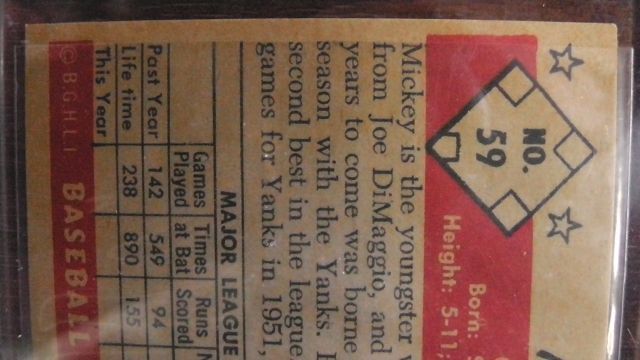 NO.
59
Born:
Height: 5-11;
Mickey is the youngster
from Joe DiMaggio, and
years to come was borne
season with the Yanks.
second best in the league
games for Yanks in 1951,
MAJOR LEAGUE
Games Played Times at Bat Runs Scored
Past Year 142 549 94
Life time 238 890 155
This Year
© B.G.H.L.I. BASEBALL